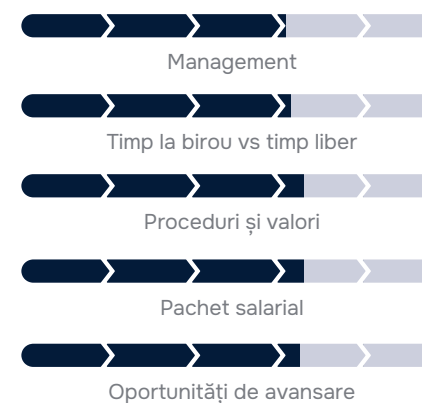 Management
Timp la birou vs timp liber
Proceduri și valori
Pachet salarial
Oportunități de avansare